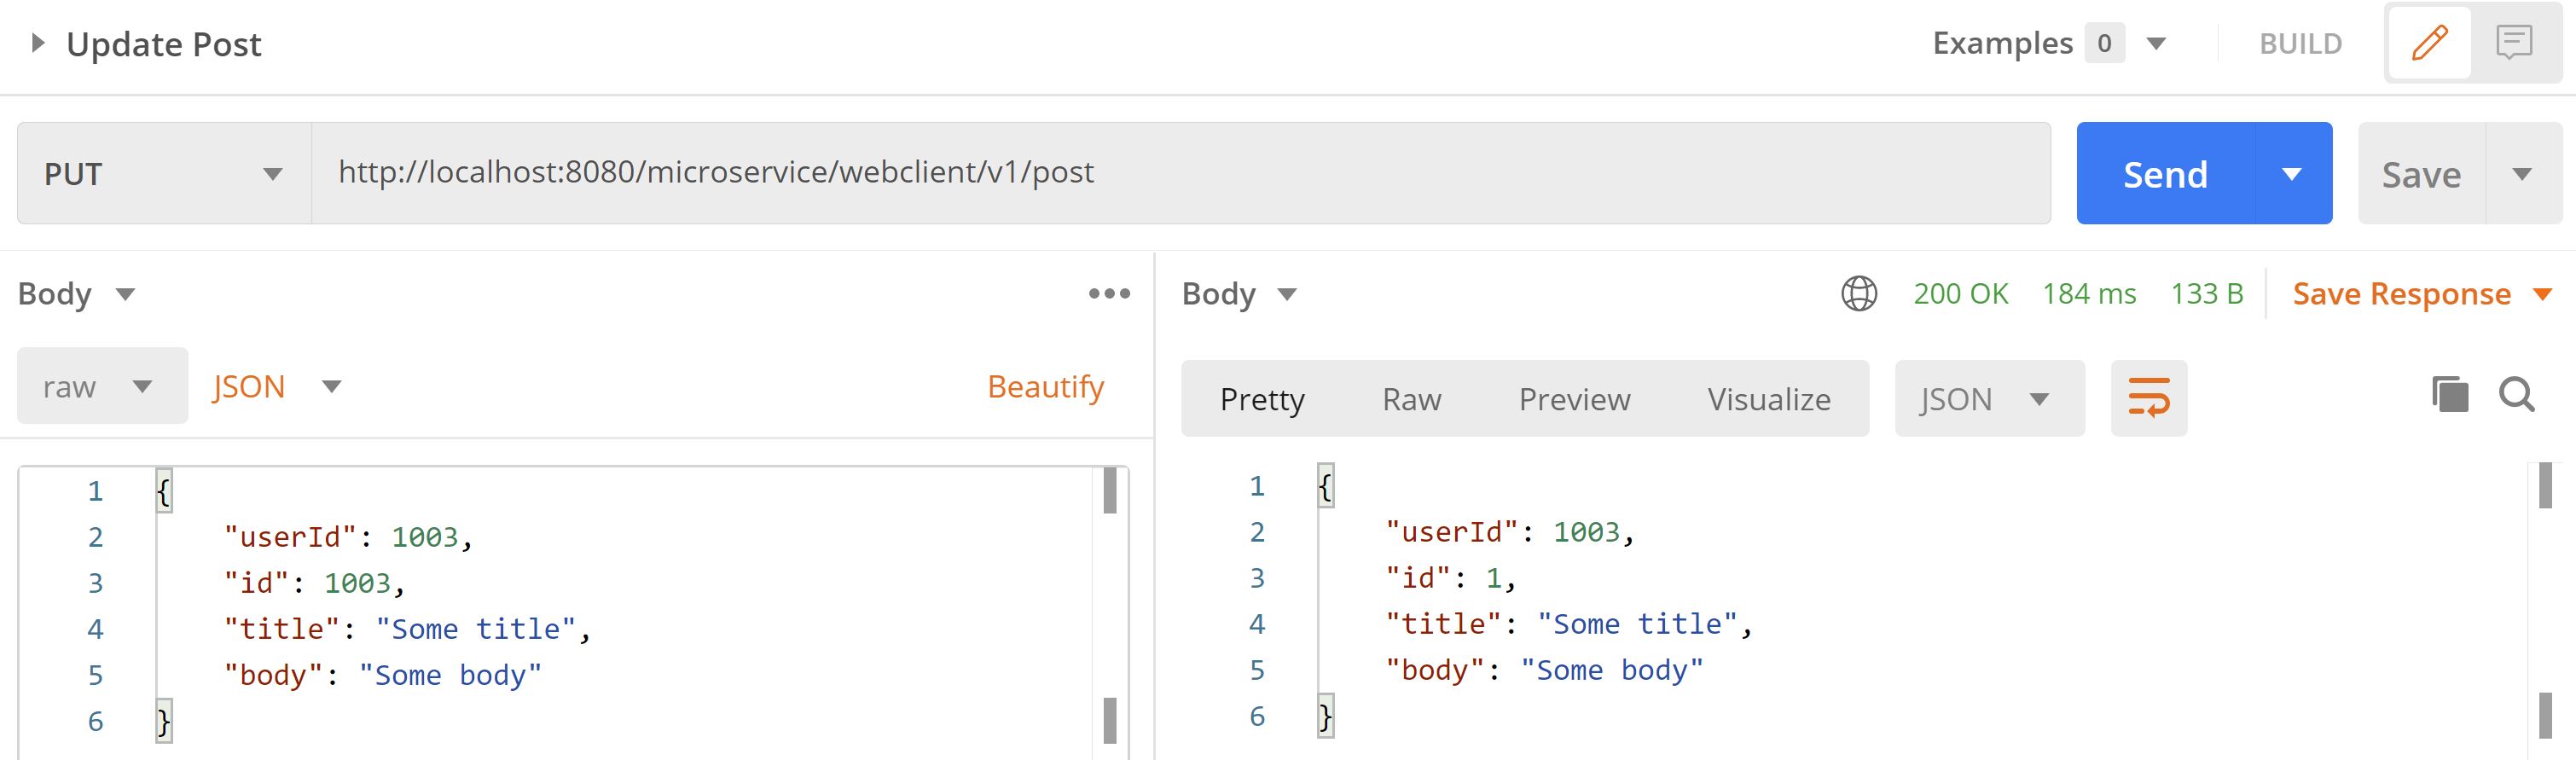 Update Post
Examples 0 BUILD
PUT http://localhost:8080/microservice/webclient/v1/post Send Save
Body
raw JSON Beautify
1 {
2 "userId": 1003,
3 "id": 1003,
4 "title": "Some title",
5 "body": "Some body"
6 }
Body 200 OK 184 ms 133 B Save Response
Pretty Raw Preview Visualize JSON
1 {
2 "userId": 1003,
3 "id": 1,
4 "title": "Some title",
5 "body": "Some body"
6 }